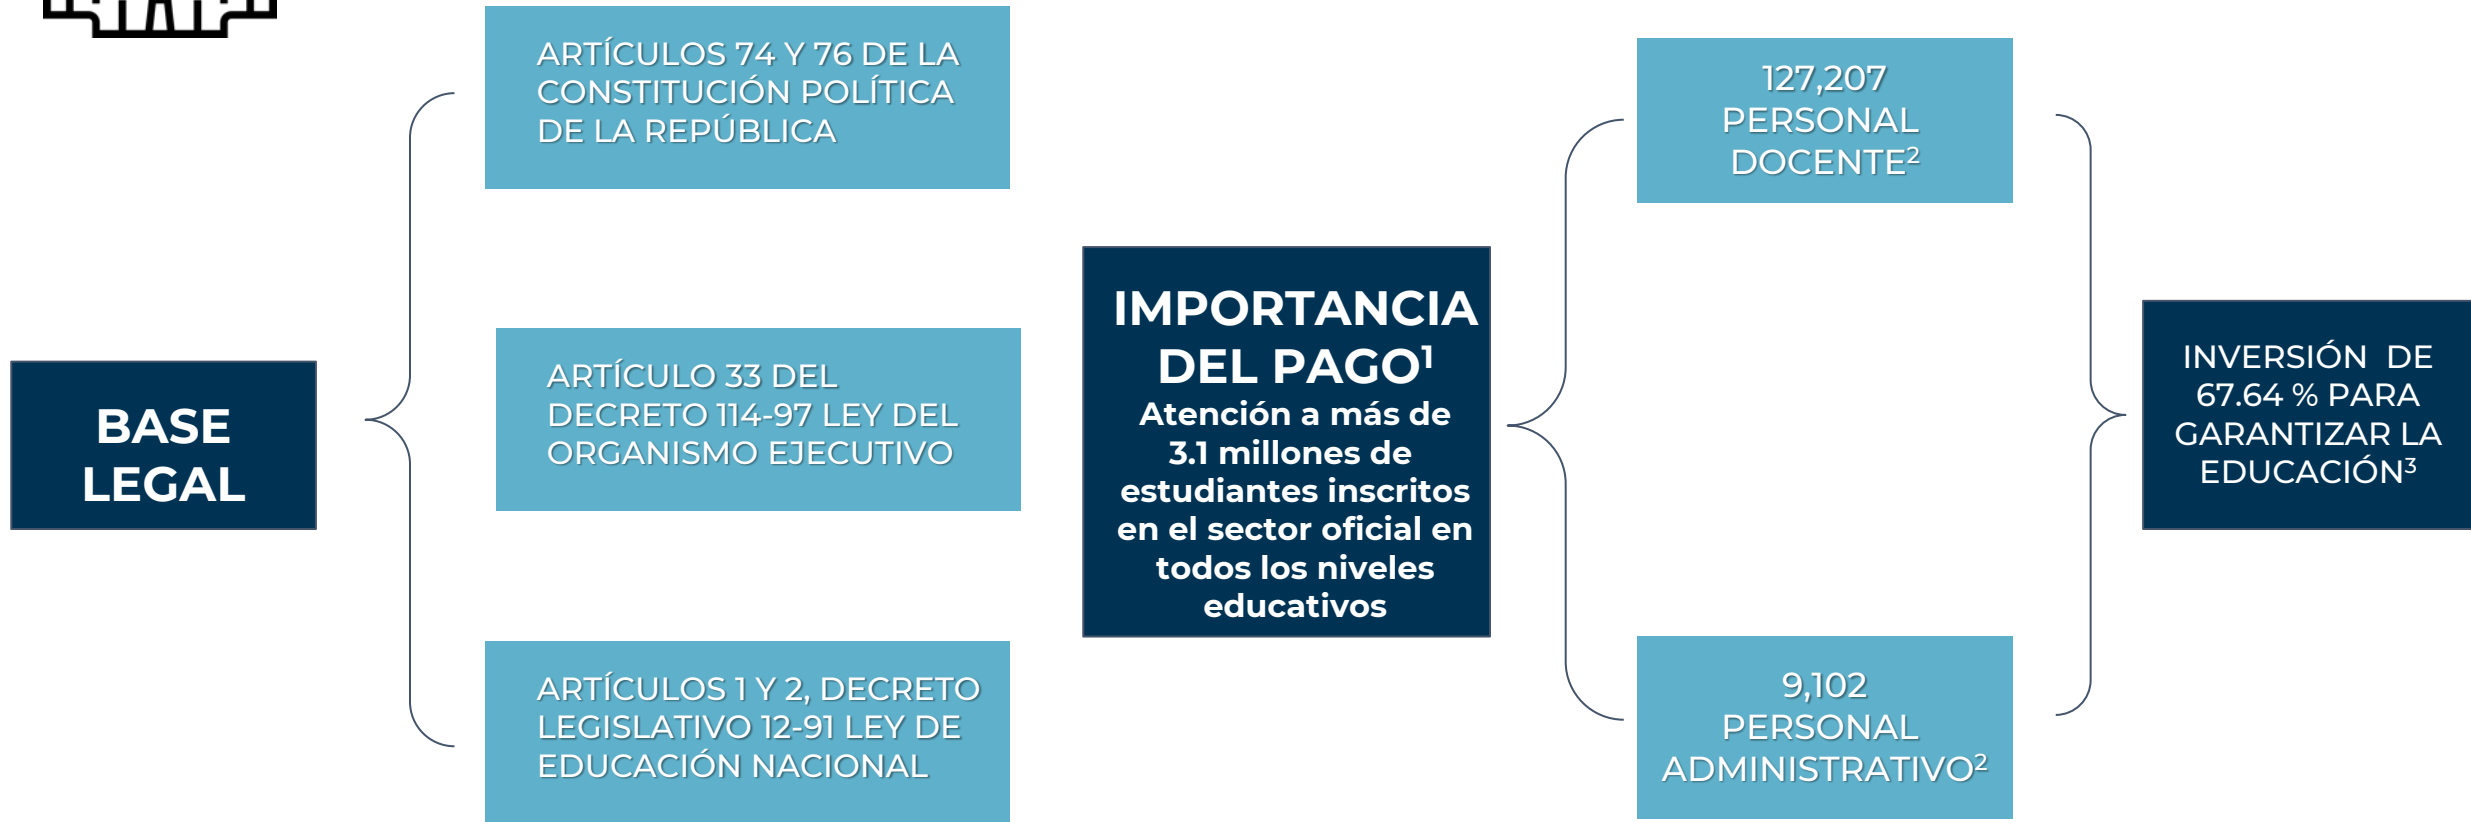 BASE
LEGAL
ARTÍCULOS 74 Y 76 DE LA
CONSTITUCIÓN POLÍTICA
DE LA REPÚBLICA
ARTÍCULO 33 DEL
DECRETO 114-97 LEY DEL
ORGANISMO EJECUTIVO
ARTÍCULOS 1 Y 2, DECRETO
LEGISLATIVO 12-91 LEY DE
EDUCACIÓN NACIONAL
IMPORTANCIA
DEL PAGO¹
Atención a más de
3.1 millones de
estudiantes inscritos
en el sector oficial en
todos los niveles
educativos
127,207
PERSONAL
DOCENTE²
9,102
PERSONAL
ADMINISTRATIVO²
INVERSIÓN DE
67.64 % PARA
GARANTIZAR LA
EDUCACIÓN³